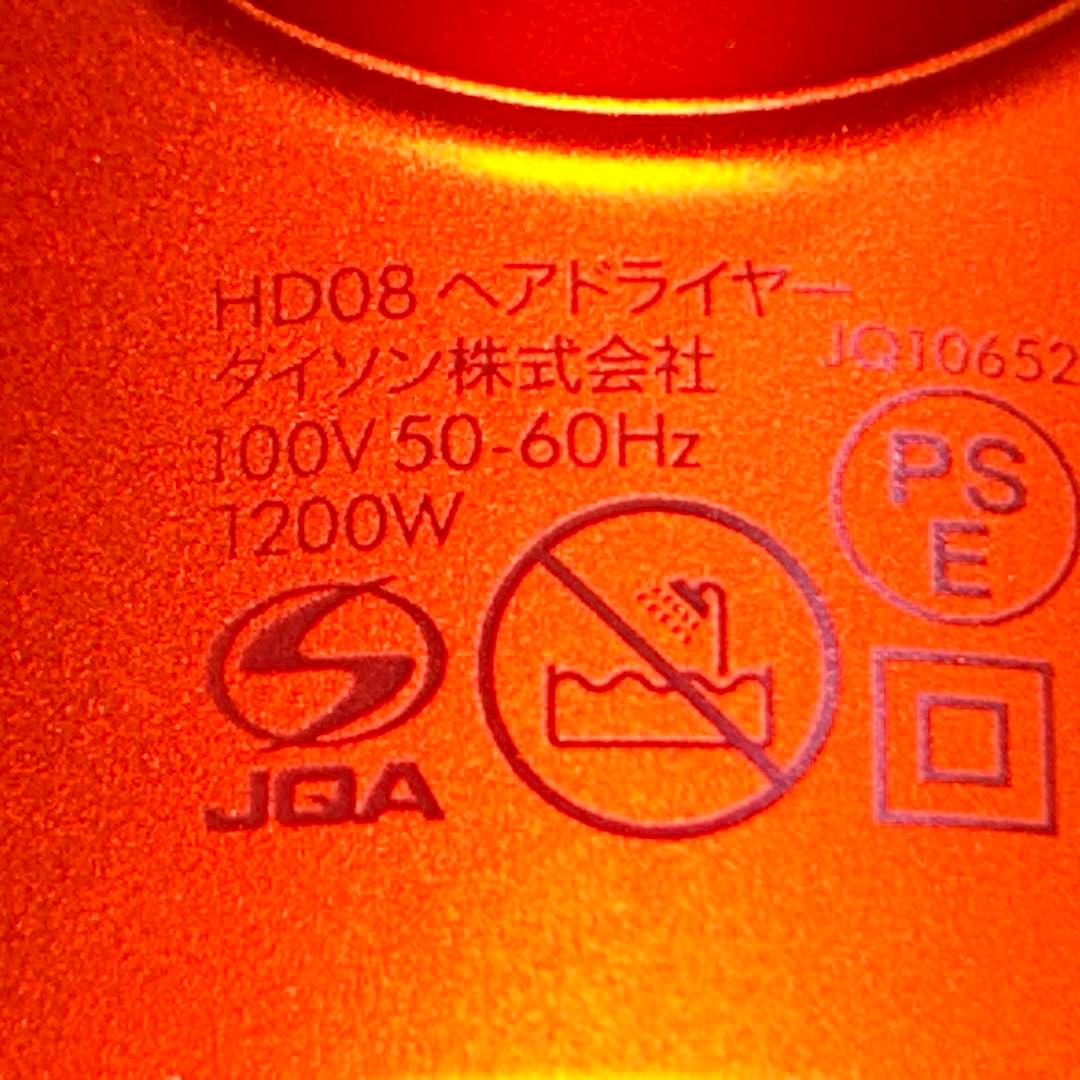 HD08 ヘアドライヤー
ダイソン株式会社
100V 50-60Hz
1200W
JQ10652
PS
E
JQA